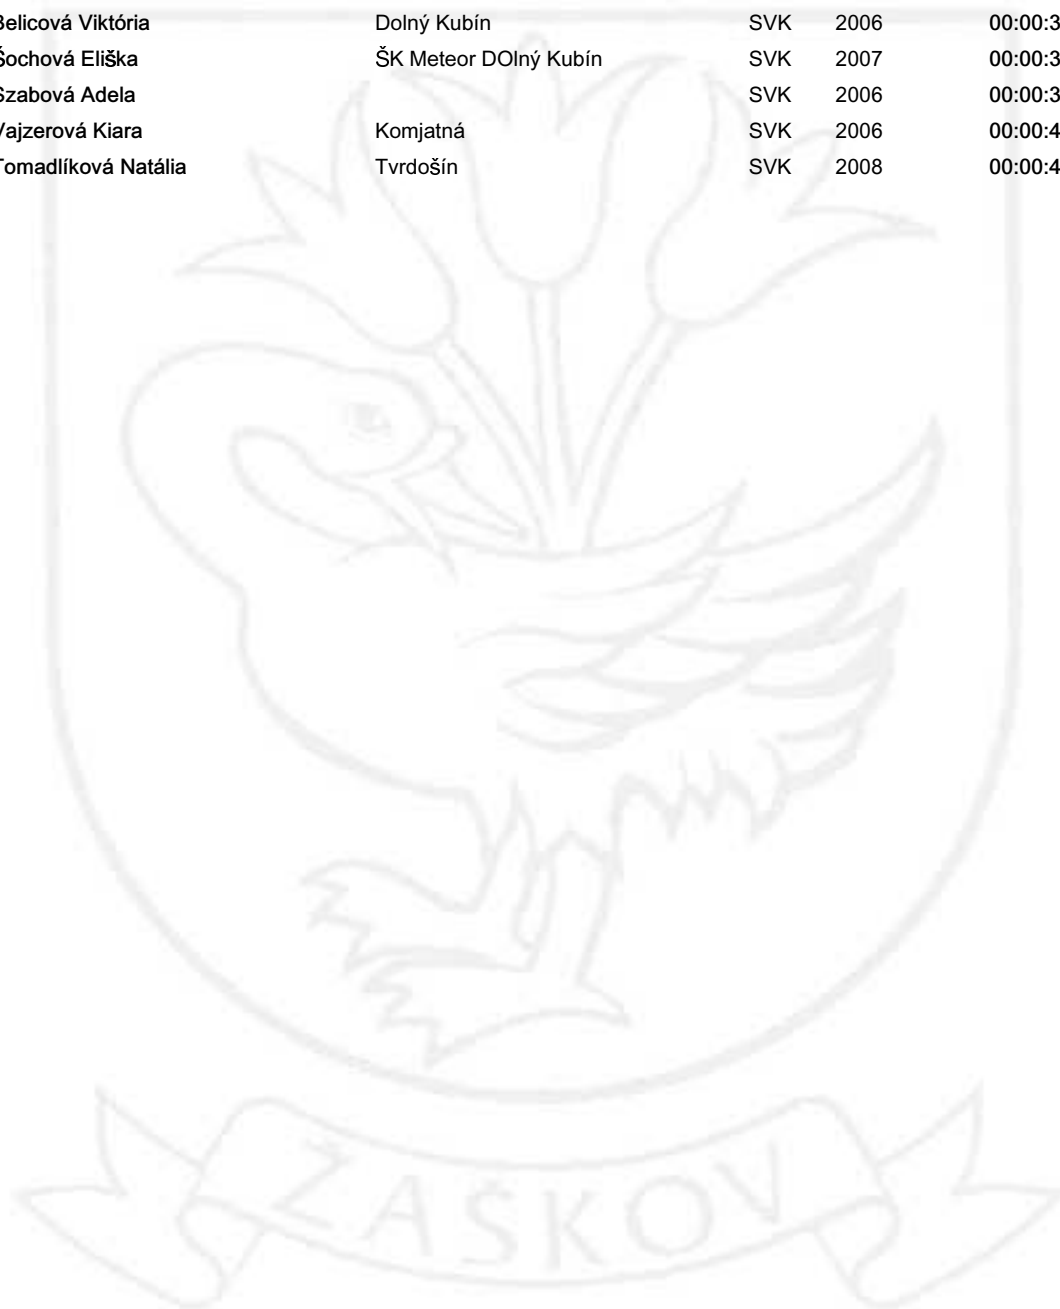 Belicová Viktória Dolný Kubín SVK 2006 00:00:3
Šochová Eliška ŠK Meteor DOlný Kubín SVK 2007 00:00:3
Szabová Adela SVK 2006 00:00:3
Vajzerová Kiara Komjatná SVK 2006 00:00:4
Tomadlíková Natália Tvrdošín SVK 2008 00:00:4
ŽAŠKOV